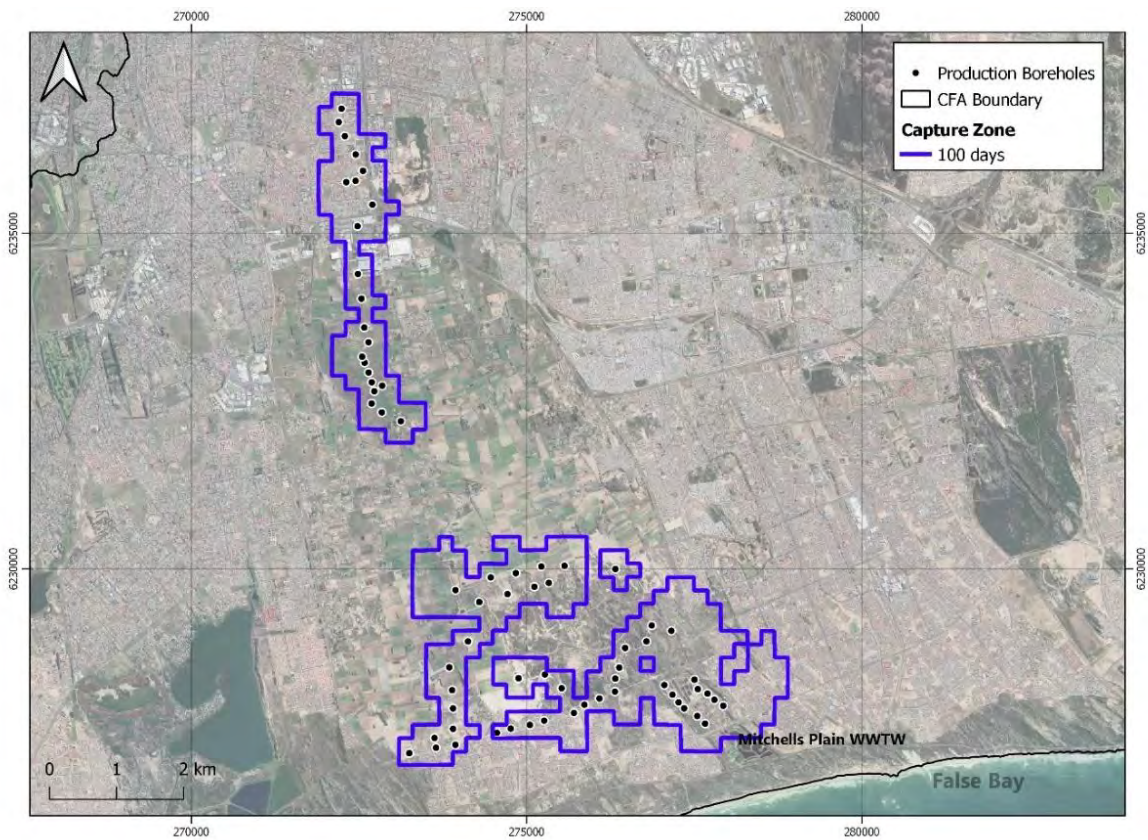 270000
275000
280000
Production Boreholes
CFA Boundary
Capture Zone
100 days
6235000
6235000
6230000
6230000
Mitchells Plain WWTW
0 1 2 km
False Bay
270000
275000
280000